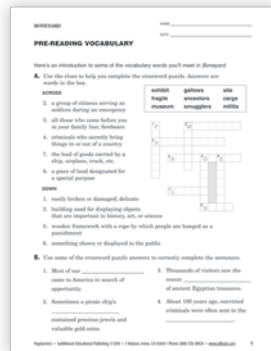 BONEYARD
NAME
DATE
PRE-READING VOCABULARY
Here's an introduction to some of the vocabulary words you'll meet in Boneyard.
A. Use the clues to help you complete the crossword puzzle. Answers are
words in the box.
exhibit gallows site
fragile ancestors cargo
museum smugglers militia
ACROSS
2. a group of citizens serving as
soldiers during an emergency
3. all those who came before you
in your family line; forebears
4. criminals who secretly bring
things in or out of a country
7. the load of goods carried by a
ship, airplane, truck, etc.
8. a piece of land designated for
a special purpose
DOWN
1. easily broken or damaged; delicate
2. building used for displaying objects
that are important in history, art, or science
5. wooden framework with a rope by which people are hanged as a
punishment
6. something shown or displayed to the public
B. Use some of the crossword answers to correctly complete the sentences.
1. Most of our
came to America in search of
opportunity.
2. Sometimes a pirate ship's
contained precious jewels and
valuable gold coins.
3. Thousands of visitors saw the
recent
of ancient Egyptian treasures.
4. About 100 years ago, convicted
criminals were often sent to the